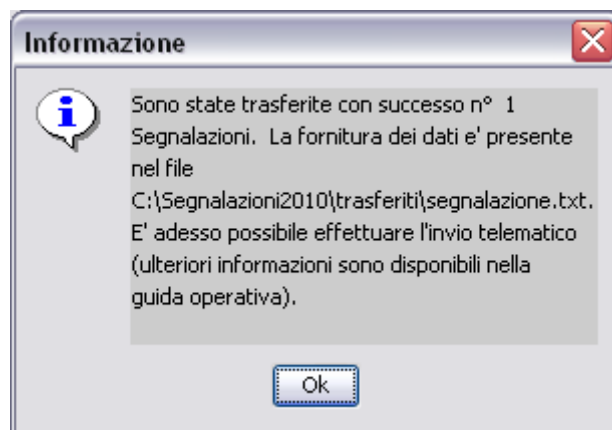 Informazione
Sono state trasferite con successo n° 1
Segnalazioni. La fornitura dei dati e' presente
nel file
C:\Segnalazioni2010\trasferiti\segnalazione.txt.
E' adesso possibile effettuare l'invio telematico
(ulteriori informazioni sono disponibili nella
guida operativa).
Ok